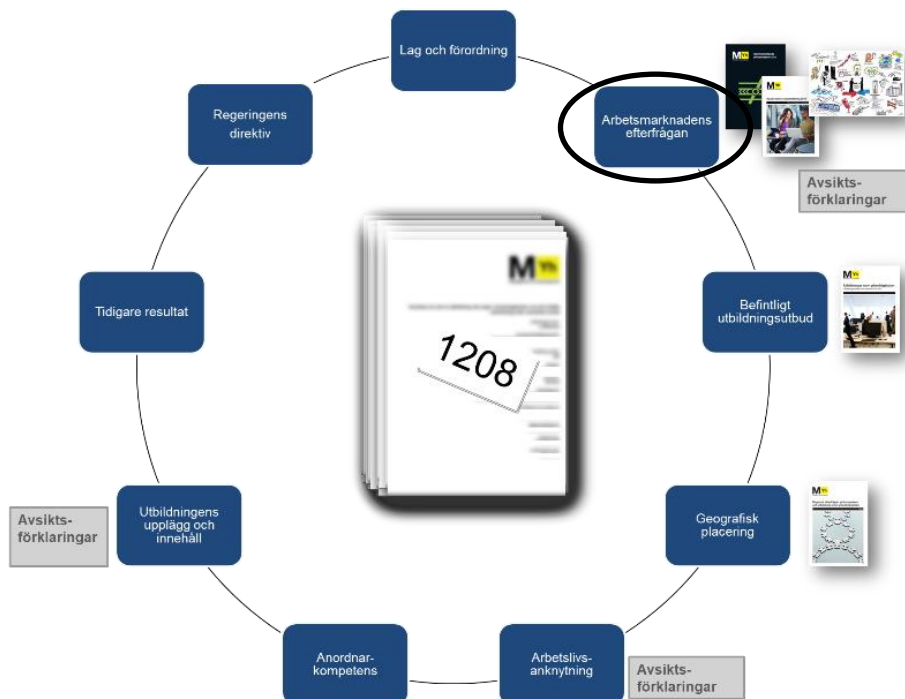 Lag och förordning
Arbetsmarknadens
efterfrågan
Avsikts-
förklaringar
Befintligt
utbildningsutbud
Geografisk
placering
Arbetslivs-
anknytning
Avsikts-
förklaringar
Anordnar-
kompetens
Utbildningens
upplägg och
innehåll
Avsikts-
förklaringar
Tidigare resultat
Regeringens
direktiv
M Yh
1208